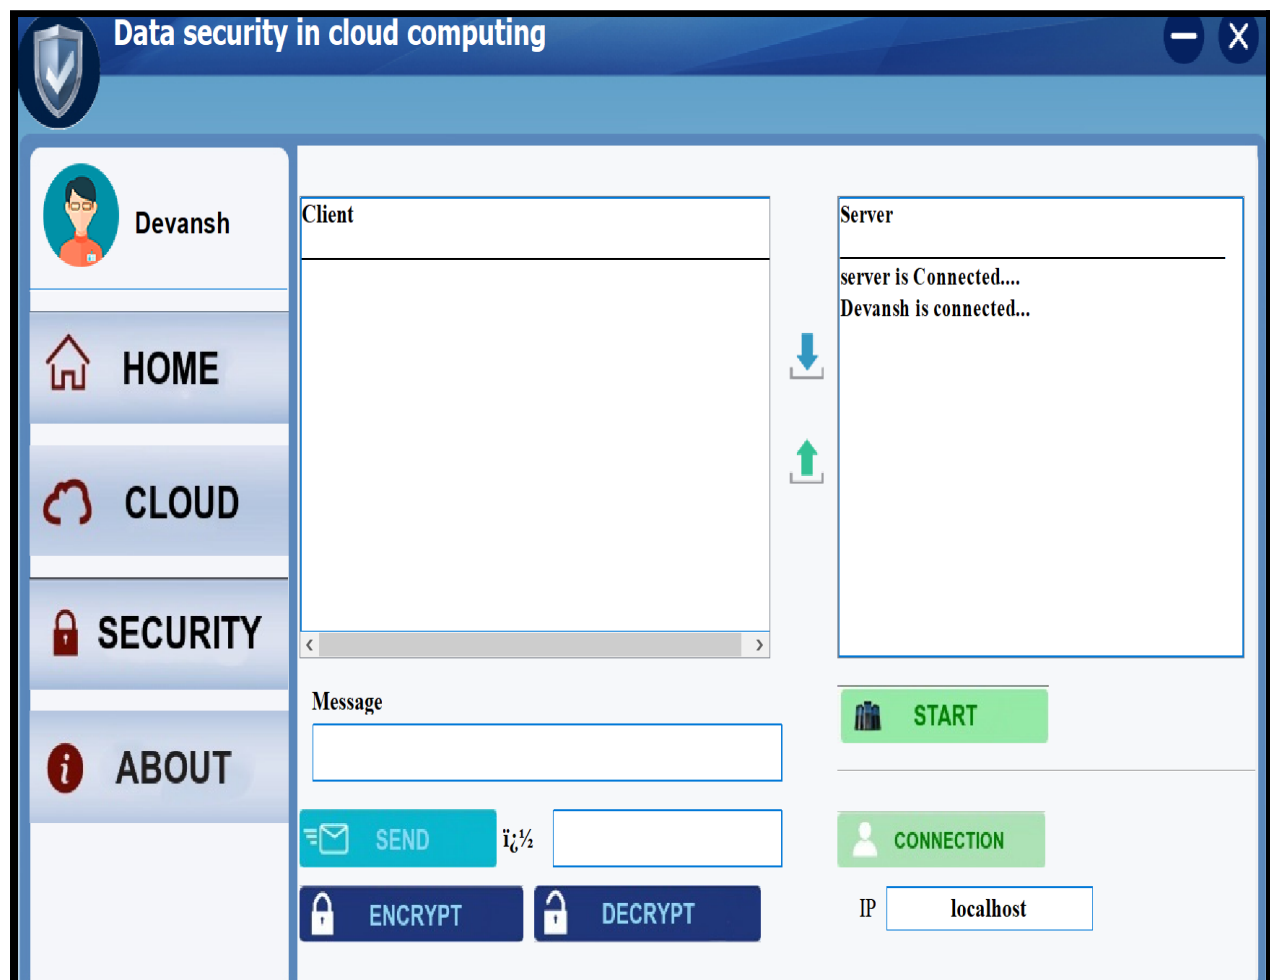 Data security in cloud computing
Devansh
HOME
CLOUD
SECURITY
ABOUT
Client
Server
server is Connected....
Devansh is connected...
Message
START
SEND
ï¿½
CONNECTION
ENCRYPT
DECRYPT
IP
localhost